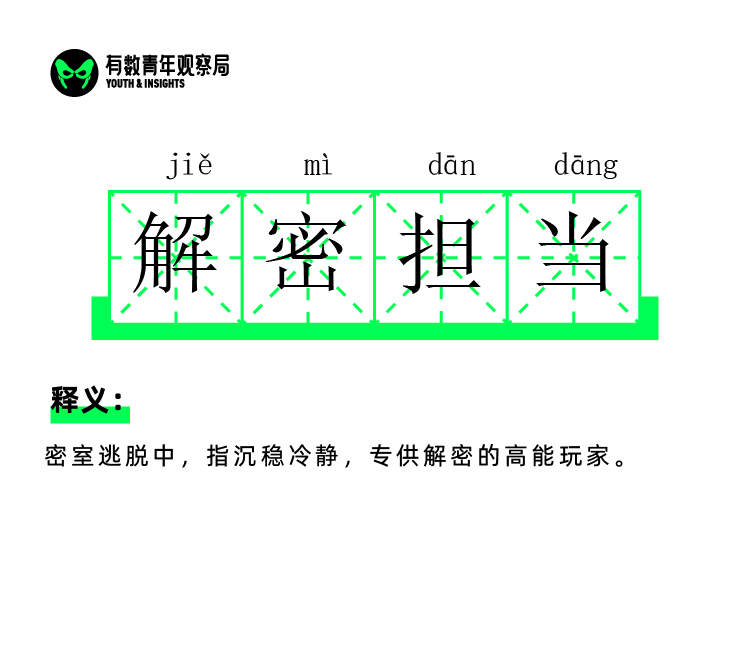 有数青年观察局
YOUTH & INSIGHTS
jiě mì dān dāng
解密担当
释义：
密室逃脱中，指沉稳冷静，专供解密的高能玩家。